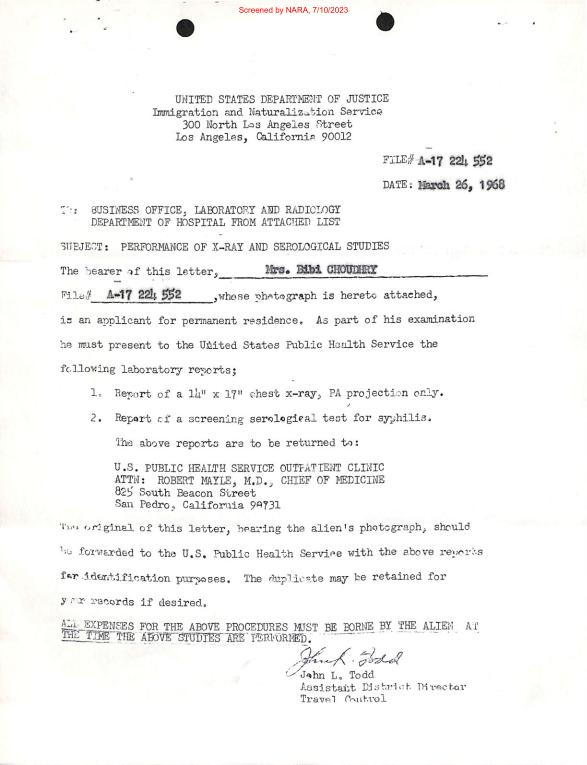 Screened by NARA, 7/10/2023
UNITED STATES DEPARTMENT OF JUSTICE
Immigration and Naturalization Service
300 North Los Angeles Street
Los Angeles, California 90012
FILE# A-17 224 552
DATE: March 26, 1968
TO: BUSINESS OFFICE, LABORATORY AND RADIOLOGY
DEPARTMENT OF HOSPITAL FROM ATTACHED LIST
SUBJECT: PERFORMANCE OF X-RAY AND SEROLOGICAL STUDIES
The bearer of this letter, Mrs. Bibi CHOUDHRY
File# A-17 224 552 ,whose photograph is hereto attached,
is an applicant for permanent residence. As part of his examination
he must present to the United States Public Health Service the
following laboratory reports;
1. Report of a 14" x 17" chest x-ray, PA projection only.
2. Report of a screening serological test for syphilis.
The above reports are to be returned to:
U.S. PUBLIC HEALTH SERVICE OUTPATIENT CLINIC
ATTN: ROBERT MAYLE, M.D., CHIEF OF MEDICINE
825 South Beacon Street
San Pedro, California 90731
The original of this letter, bearing the alien's photograph, should
be forwarded to the U.S. Public Health Service with the above reports
for identification purposes. The duplicate may be retained for
your records if desired.
ALL EXPENSES FOR THE ABOVE PROCEDURES MUST BE BORNE BY THE ALIEN AT
THE TIME THE ABOVE STUDIES ARE PERFORMED.
John L. Todd
John L. Todd
Assistant District Director
Travel Control